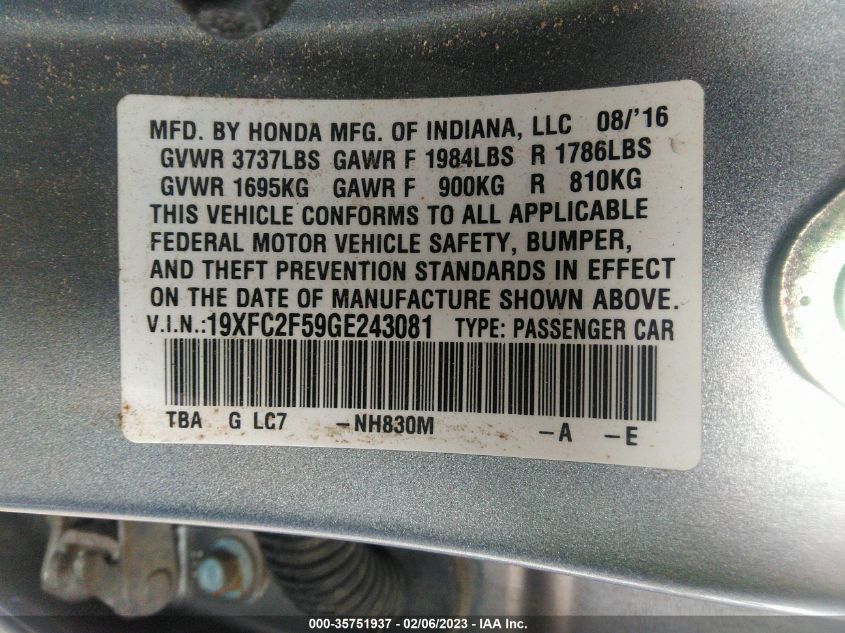 MFD. BY HONDA MFG. OF INDIANA, LLC 08/'16
GVWR 3737LBS GAWR F 1984LBS R 1786LBS
GVWR 1695KG GAWR F 900KG R 810KG
THIS VEHICLE CONFORMS TO ALL APPLICABLE
FEDERAL MOTOR VEHICLE SAFETY, BUMPER,
AND THEFT PREVENTION STANDARDS IN EFFECT
ON THE DATE OF MANUFACTURE SHOWN ABOVE.
V.I.N.:19XFC2F59GE243081 TYPE: PASSENGER CAR
TBA G LC7 -NH830M -A -E
000-35751937 - 02/06/2023 - IAA Inc.